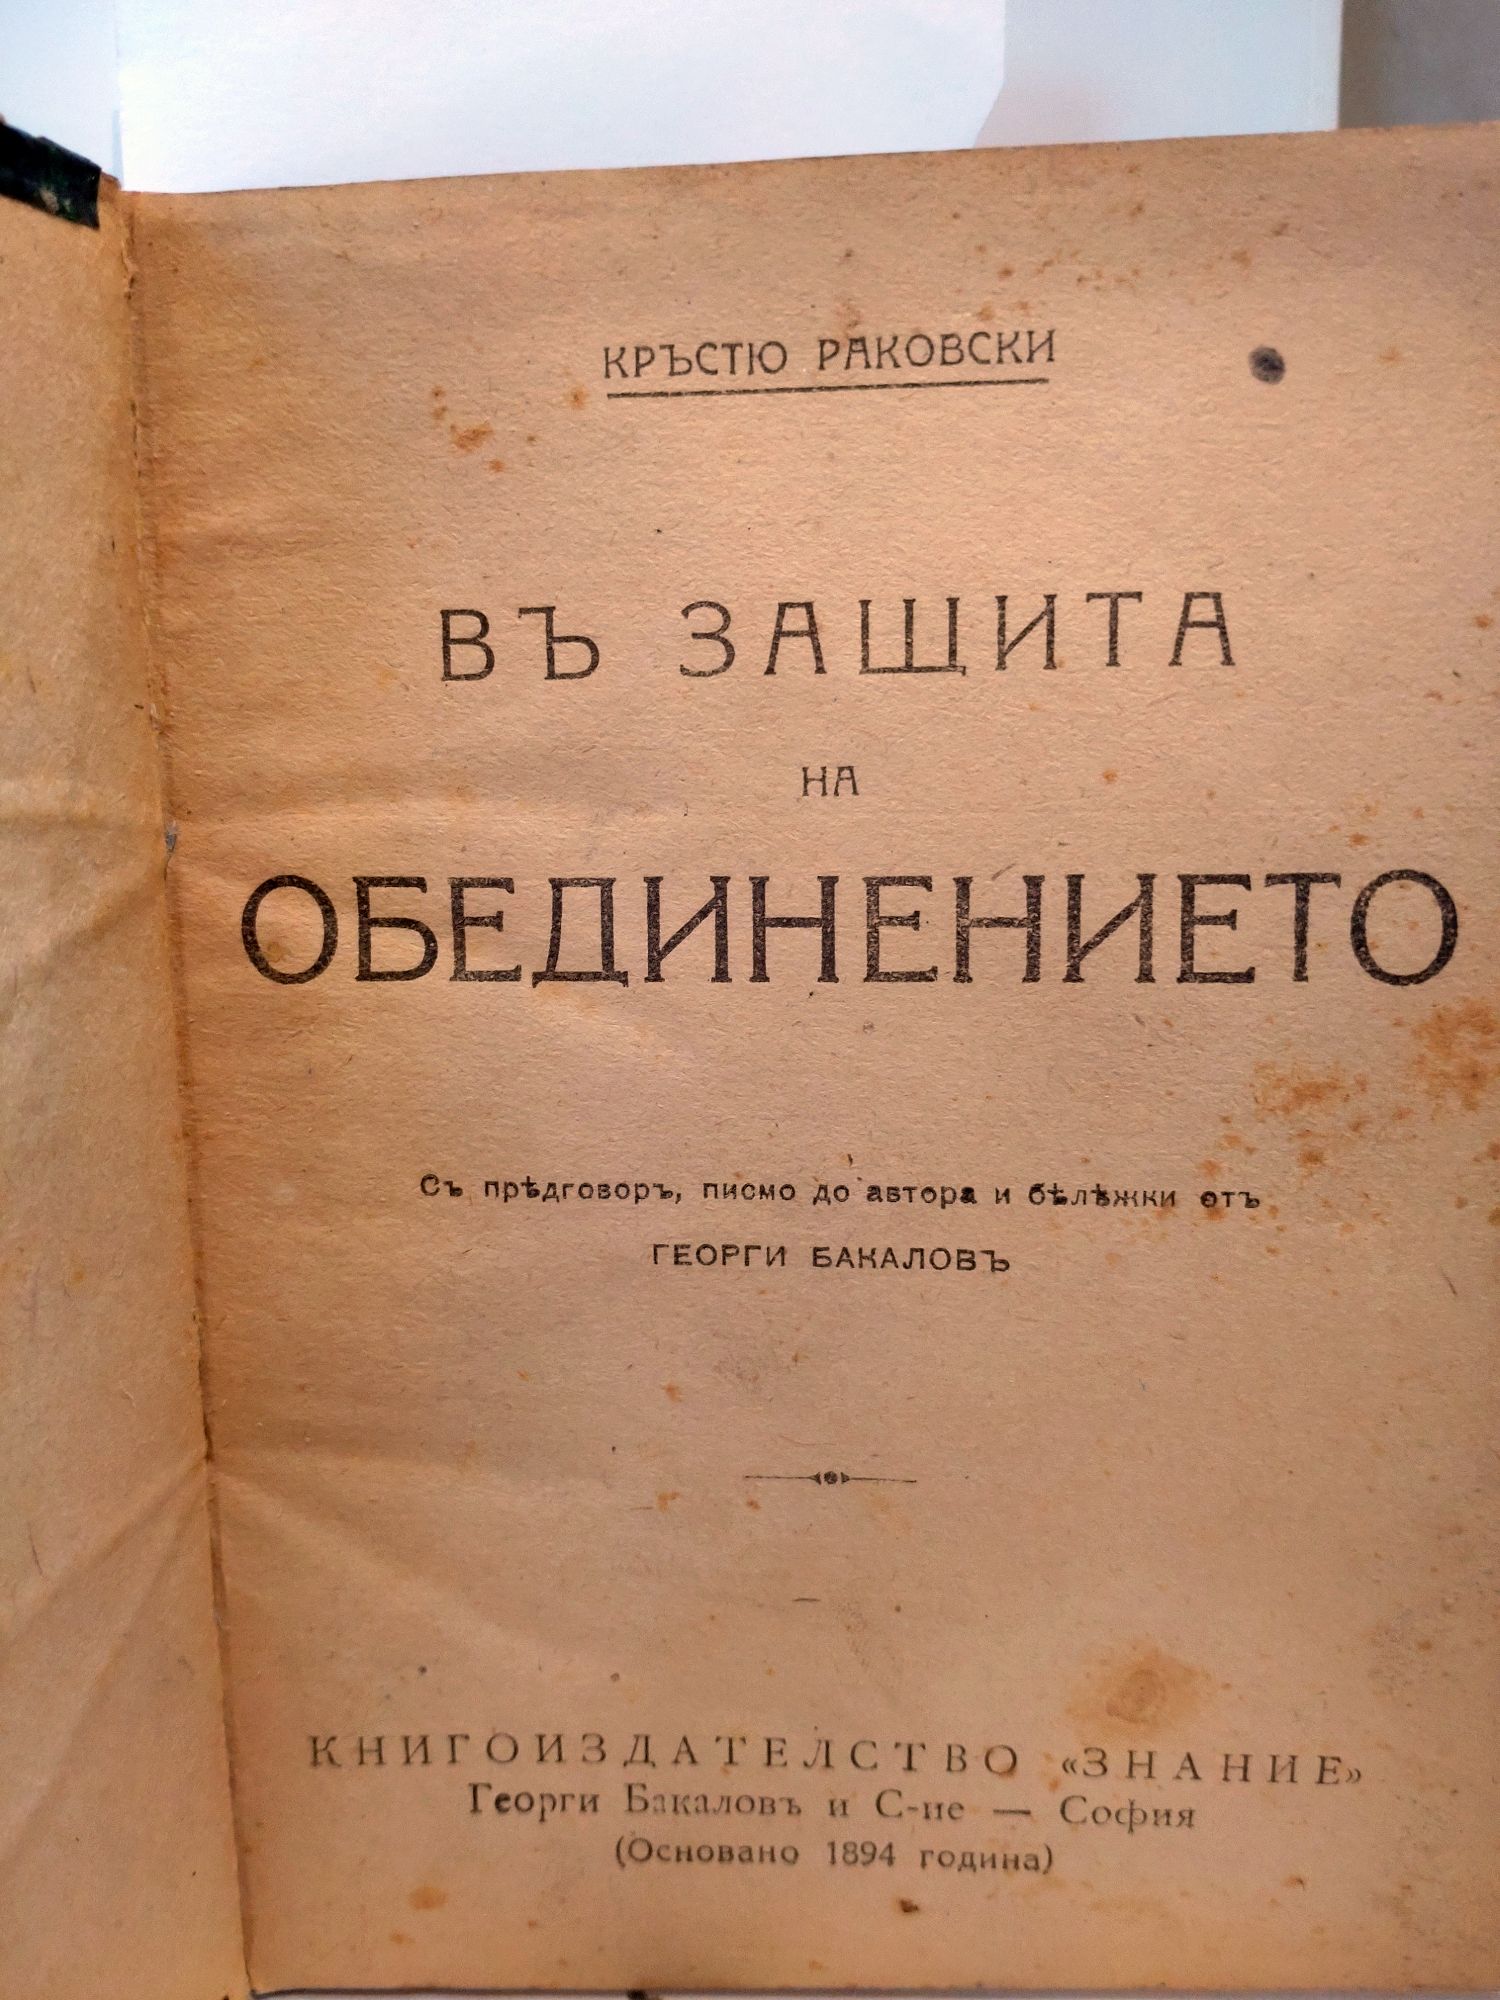 КРЪСТЮ РАКОВСКИ
ВЪ ЗАЩИТА
НА
ОБЕДИНЕНИЕТО
Съ прѣдговоръ, писмо до автора и бѣлѣжки отъ
ГЕОРГИ БАКАЛОВЪ
КНИГОИЗДАТЕЛСТВО «ЗНАНИЕ»
Георги Бакаловъ и С-ие — София
(Основано 1894 година)